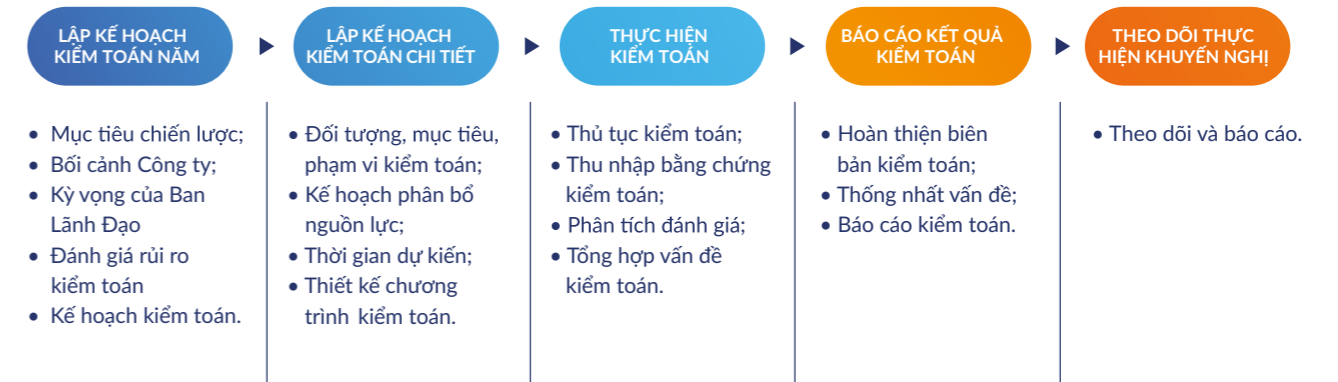 LẬP KẾ HOẠCH
KIỂM TOÁN NĂM
LẬP KẾ HOẠCH
KIỂM TOÁN CHI TIẾT
THỰC HIỆN
KIỂM TOÁN
BÁO CÁO KẾT QUẢ
KIỂM TOÁN
THEO DÕI THỰC
HIỆN KHUYẾN NGHỊ
• Mục tiêu chiến lược;
• Bối cảnh Công ty;
• Kỳ vọng của Ban
Lãnh Đạo
• Đánh giá rủi ro
kiểm toán
• Kế hoạch kiểm toán.
• Đối tượng, mục tiêu,
phạm vi kiểm toán;
• Kế hoạch phân bổ
nguồn lực;
• Thời gian dự kiến;
• Thiết kế chương
trình kiểm toán.
• Thủ tục kiểm toán;
• Thu nhập bằng chứng
kiểm toán;
• Phân tích đánh giá;
• Tổng hợp vấn đề
kiểm toán.
• Hoàn thiện biên
bản kiểm toán;
• Thống nhất vấn đề;
• Báo cáo kiểm toán.
• Theo dõi và báo cáo.